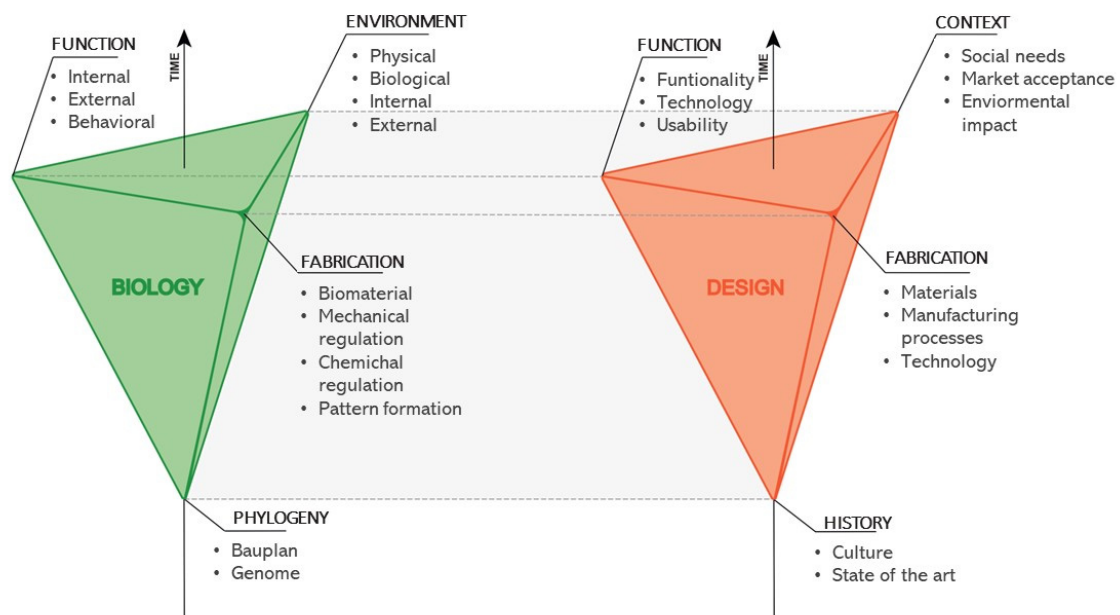 FUNCTION
• Internal
• External
• Behavioral
TIME
ENVIRONMENT
• Physical
• Biological
• Internal
• External
FABRICATION
• Biomaterial
• Mechanical
regulation
• Chemichal
regulation
• Pattern formation
BIOLOGY
PHYLOGENY
• Bauplan
• Genome
FUNCTION
• Funtionality
• Technology
• Usability
TIME
CONTEXT
• Social needs
• Market acceptance
• Enviormental
impact
FABRICATION
• Materials
• Manufacturing
processes
• Technology
DESIGN
HISTORY
• Culture
• State of the art